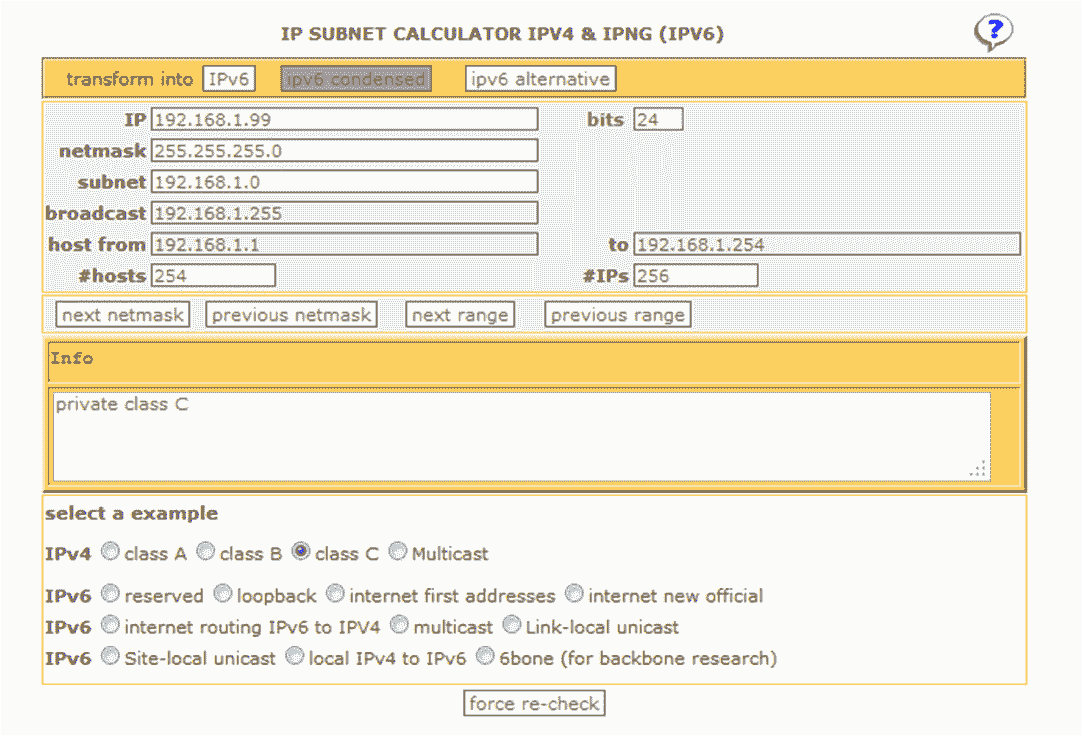 IP SUBNET CALCULATOR IPV4 & IPNG (IPV6)
?
transform into IPv6 ipv6 condensed ipv6 alternative
IP 192.168.1.99 bits 24
netmask 255.255.255.0
subnet 192.168.1.0
broadcast 192.168.1.255
host from 192.168.1.1 to 192.168.1.254
#hosts 254 #IPs 256
next netmask previous netmask next range previous range
Info
private class C
select a example
IPv4 class A class B class C Multicast
IPv6 reserved loopback internet first addresses internet new official
IPv6 internet routing IPv6 to IPV4 multicast Link-local unicast
IPv6 Site-local unicast local IPv4 to IPv6 6bone (for backbone research)
force re-check